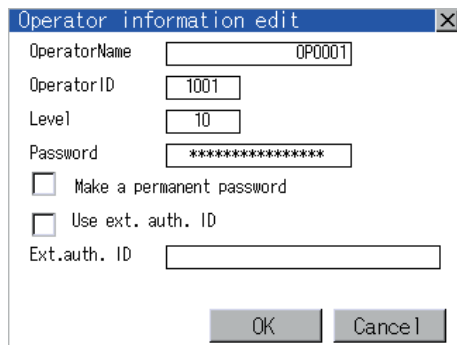 Operator information edit
OperatorName 0P0001
OperatorID 1001
Level 10
Password ****************
Make a permanent password
Use ext. auth. ID
Ext.auth. ID
OK Cancel